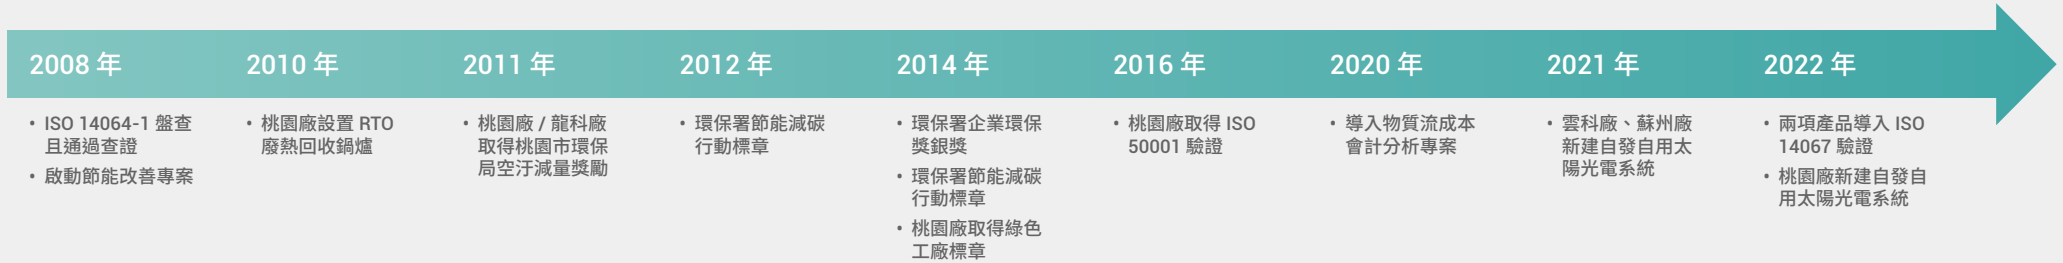 2008 年
• ISO 14064-1 盤查
且通過查證
• 啟動節能改善專案
2010 年
• 桃園廠設置 RTO
廢熱回收鍋爐
2011 年
• 桃園廠 / 龍科廠
取得桃園市環保
局空汙減量獎勵
2012 年
• 環保署節能減碳
行動標章
2014 年
• 環保署企業環保
獎銀獎
• 環保署節能減碳
行動標章
• 桃園廠取得綠色
工廠標章
2016 年
• 桃園廠取得 ISO
50001 驗證
2020 年
• 導入物質流成本
會計分析專案
2021 年
• 雲科廠、蘇州廠
新建自發自用太
陽光電系統
2022 年
• 兩項產品導入 ISO
14067 驗證
• 桃園廠新建自發自
用太陽光電系統